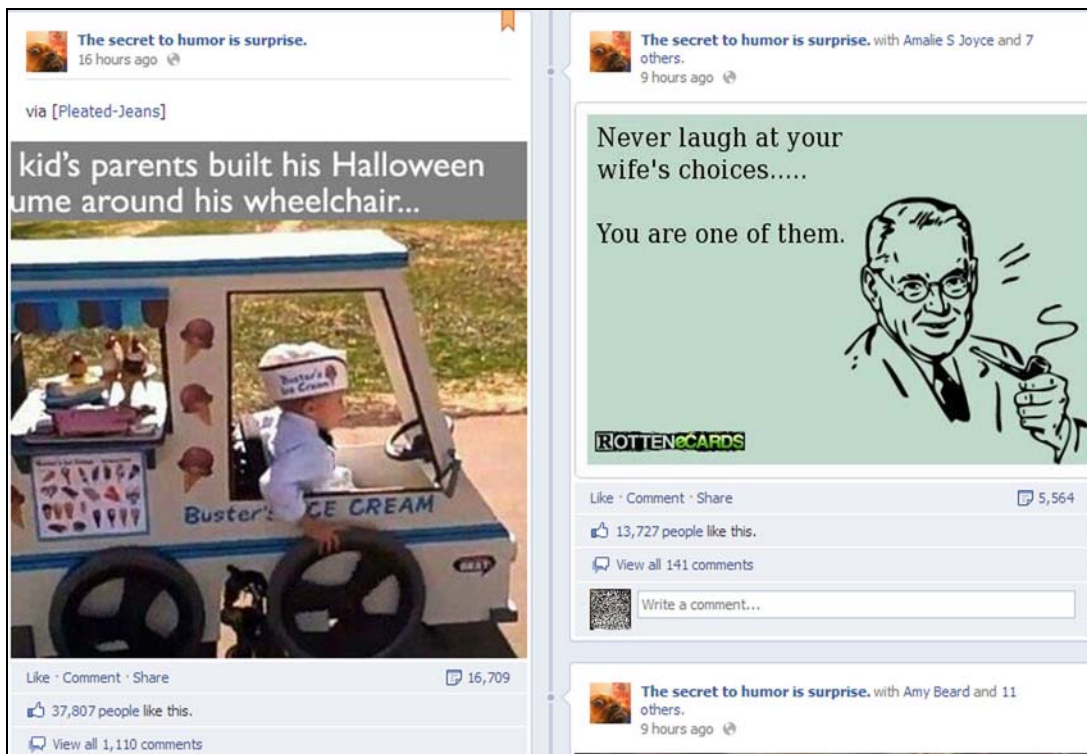 The secret to humor is surprise.
16 hours ago
via [Pleated-Jeans]
kid's parents built his Halloween
ume around his wheelchair...
Buster's
Ice Cream
Buster's ICE CREAM
BEST
Like · Comment · Share 16,709
37,807 people like this.
View all 1,110 comments
The secret to humor is surprise. with Amalie S Joyce and 7
others.
9 hours ago
Never laugh at your
wife's choices.....
You are one of them.
ROTTENeCARDS
Like · Comment · Share 5,564
13,727 people like this.
View all 141 comments
Write a comment...
The secret to humor is surprise. with Amy Beard and 11
others.
9 hours ago